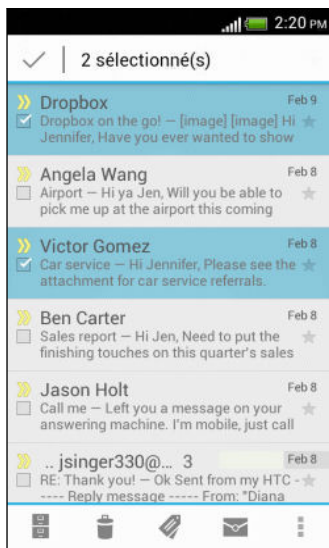 2:20 PM
2 sélectionné(s)
Dropbox Feb 9
Dropbox on the go! – [image] [image] Hi
Jennifer, Have you ever wanted to show
Angela Wang Feb 8
Airport – Hi ya Jen, Will you be able to
pick me up at the airport this coming
Victor Gomez Feb 8
Car service – Hi Jennifer, Please see the
attachment for car service referrals.
Ben Carter Feb 8
Sales report – Hi Jen, Need to put the
finishing touches on this quarter's sales
Jason Holt Feb 8
Call me – Left you a message on your
answering machine. I'm mobile, just call
.. jsinger330@... 3 Feb 8
RE: Thank you! – Ok Sent from my HTC -
---- Reply message ----- From: "Diana